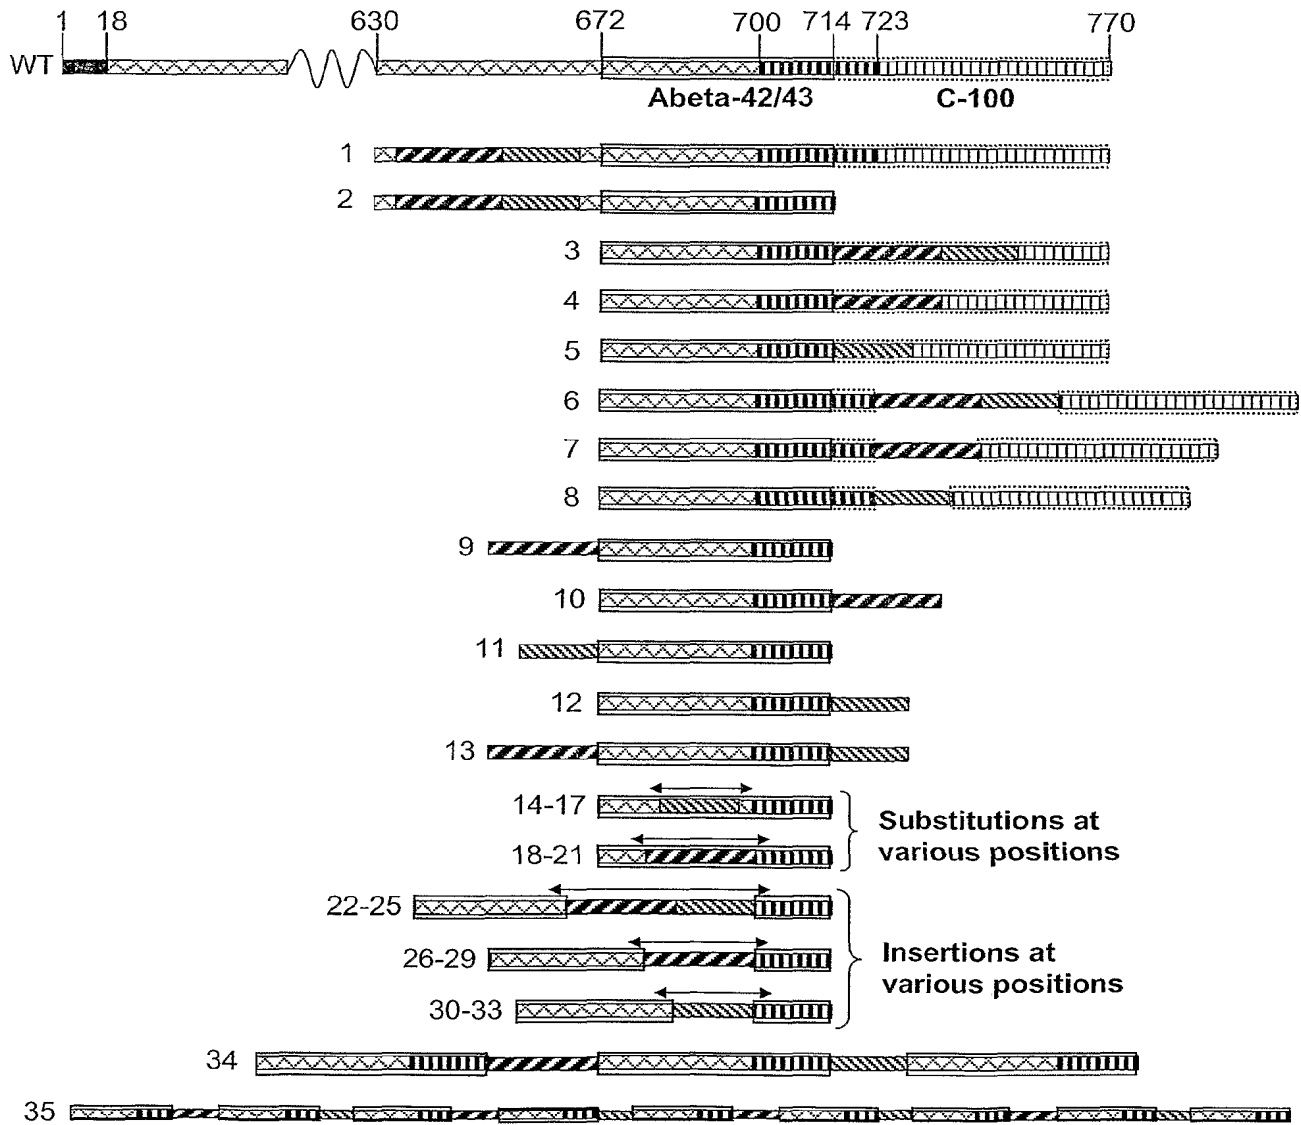 1 18 630 672 700 714 723 770
WT
Abeta-42/43 C-100
1
2
3
4
5
6
7
8
9
10
11
12
13
14-17
18-21
Substitutions at
various positions
22-25
26-29
30-33
Insertions at
various positions
34
35